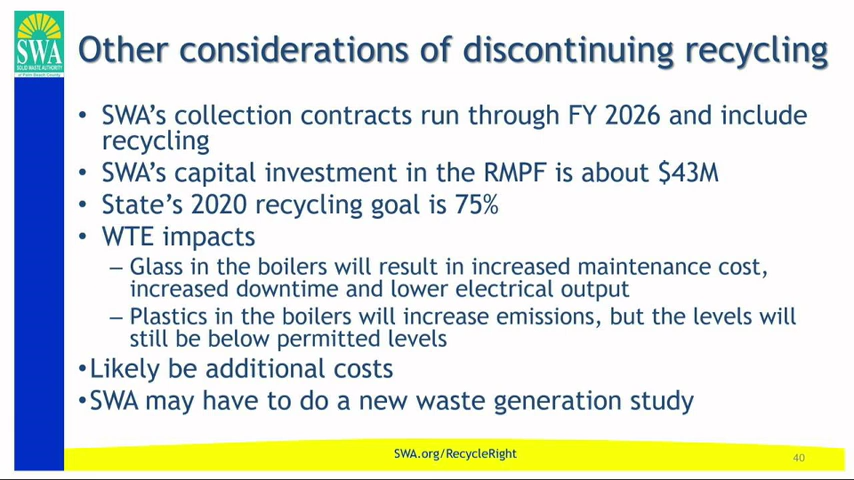 SWA
SOLID WASTE AUTHORITY
of Palm Beach County
Other considerations of discontinuing recycling
• SWA's collection contracts run through FY 2026 and include
recycling
• SWA's capital investment in the RMPF is about $43M
• State's 2020 recycling goal is 75%
• WTE impacts
– Glass in the boilers will result in increased maintenance cost,
increased downtime and lower electrical output
– Plastics in the boilers will increase emissions, but the levels will
still be below permitted levels
•Likely be additional costs
•SWA may have to do a new waste generation study
SWA.org/RecycleRight
40